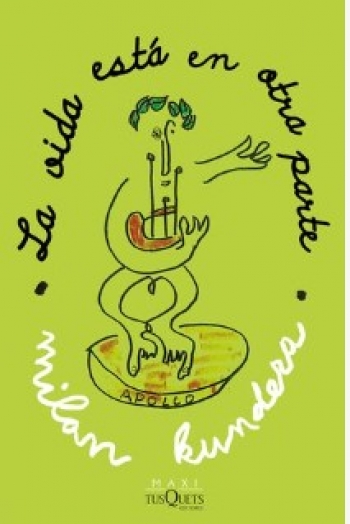 La vida está en otra parte
APOLLO
milan kundera
MAXI
TUSQUETS
EDITORES